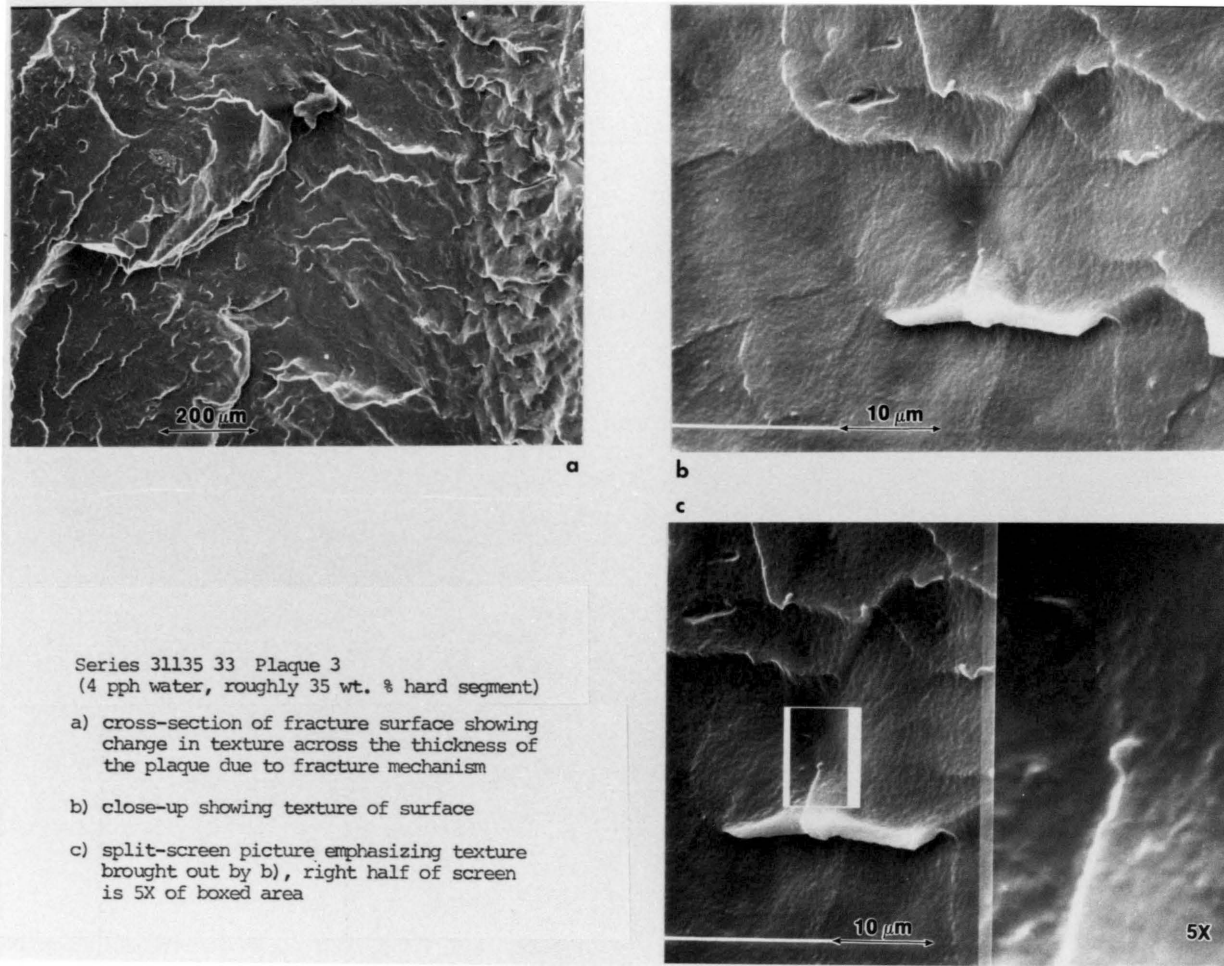 200 μm
a
10 μm
b
c
Series 31135 33 Plaque 3
(4 pph water, roughly 35 wt. % hard segment)
a) cross-section of fracture surface showing
change in texture across the thickness of
the plaque due to fracture mechanism
b) close-up showing texture of surface
c) split-screen picture emphasizing texture
brought out by b), right half of screen
is 5X of boxed area
10 μm
5X